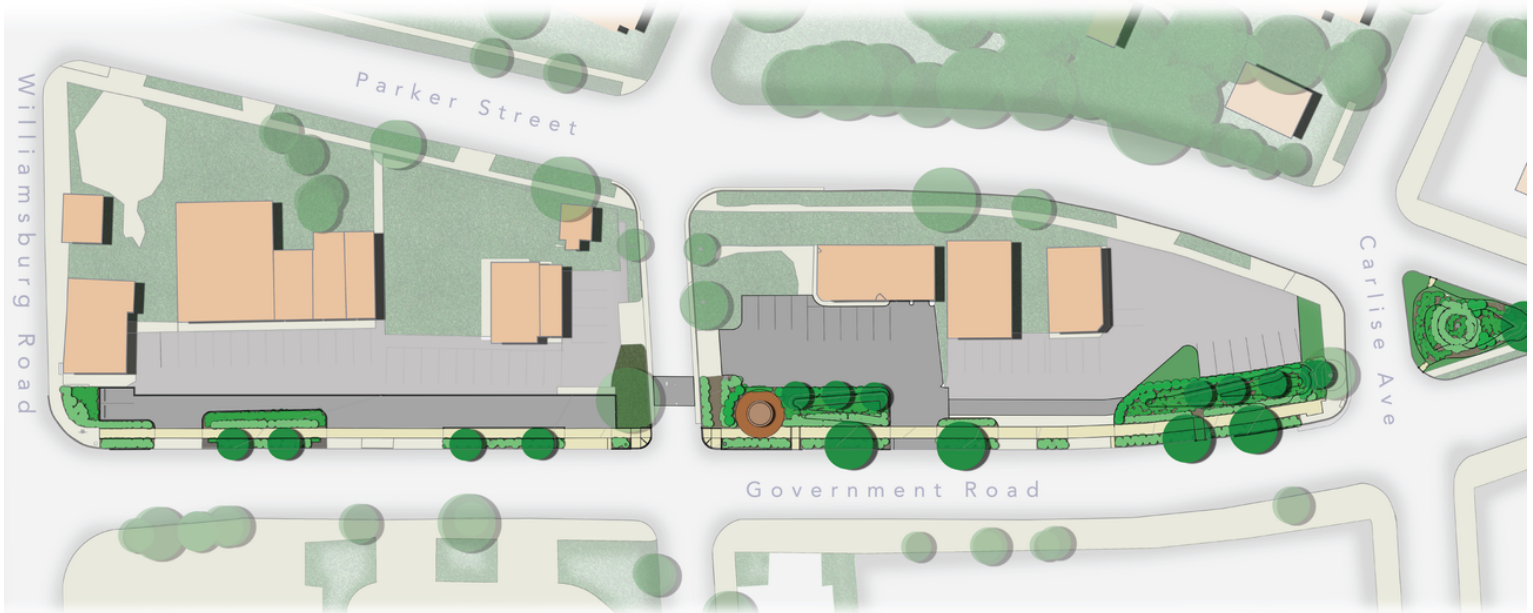 Parker Street
Williamsburg Road
Carlise Ave
Government Road